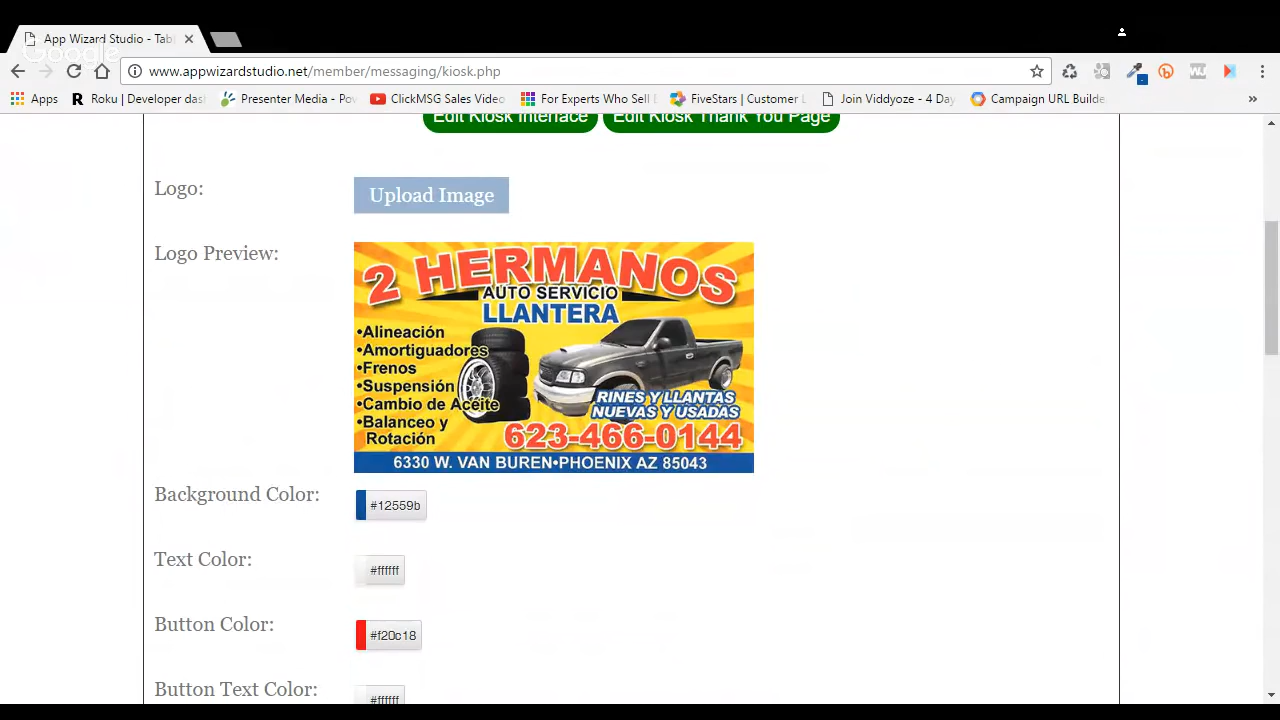 App Wizard Studio - Tabl
Google
www.appwizardstudio.net/member/messaging/kiosk.php
Apps
Roku | Developer das
Presenter Media - Pow
ClickMSG Sales Video
For Experts Who Sell E
FiveStars | Customer L
Join Viddyoze - 4 Day
Campaign URL Builder
»
Edit Kiosk Interface
Edit Kiosk Thank You Page
Logo:
Upload Image
Logo Preview:
2 HERMANOS
AUTO SERVICIO
LLANTERA
•Alineación
•Amortiguadores
•Frenos
•Suspensión
•Cambio de Aceite
•Balanceo y
Rotación
RINES Y LLANTAS
NUEVAS Y USADAS
623-466-0144
6330 W. VAN BUREN•PHOENIX AZ 85043
Background Color:
#12559b
Text Color:
#ffffff
Button Color:
#f20c18
Button Text Color:
#ffffff